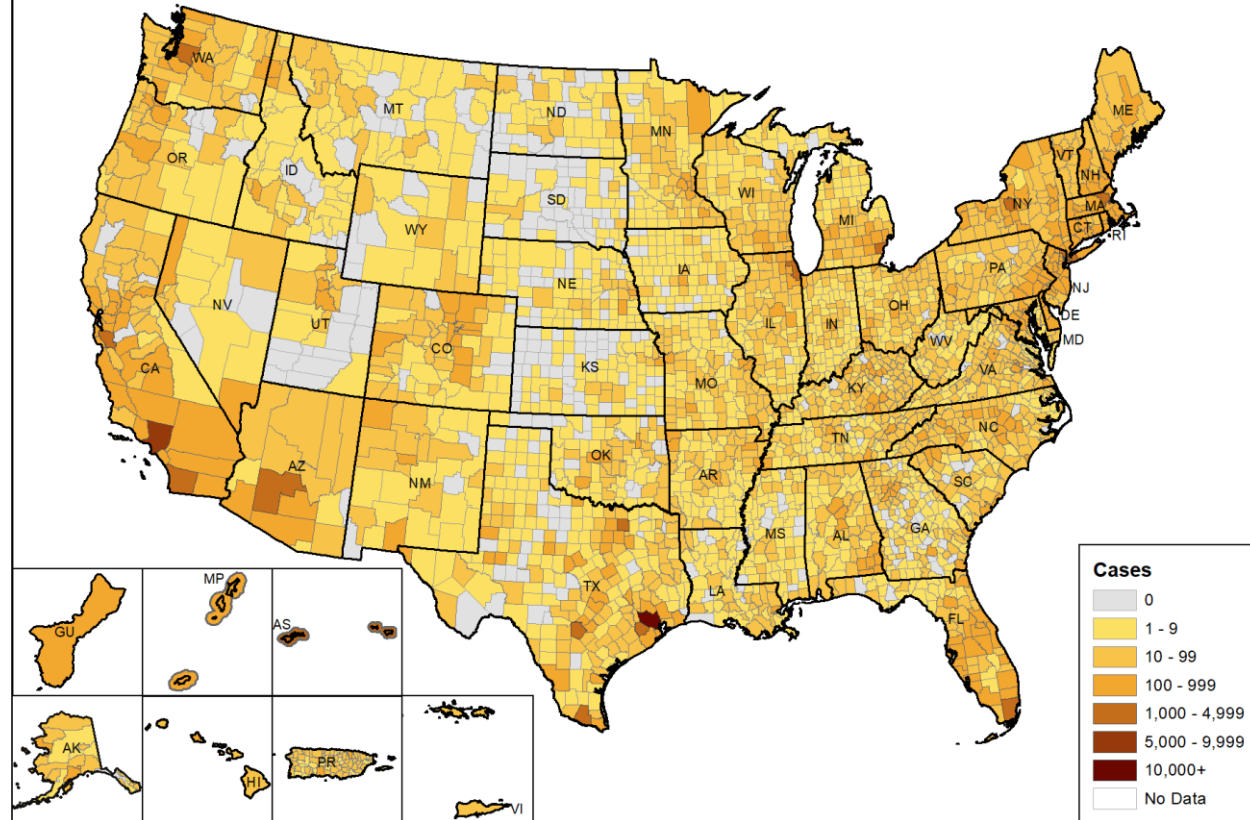 WA
MT
ND
MN
ME
OR
ID
SD
WI
MI
VT
NH
NY
MA
CT
RI
WY
IA
NE
PA
NJ
NV
UT
CO
IL
IN
OH
DE
MD
WV
VA
CA
KS
MO
KY
AZ
NM
OK
AR
TN
NC
SC
MS
AL
GA
TX
LA
FL
GU
MP
AS
AK
HI
PR
VI
Cases
0
1 - 9
10 - 99
100 - 999
1,000 - 4,999
5,000 - 9,999
10,000+
No Data